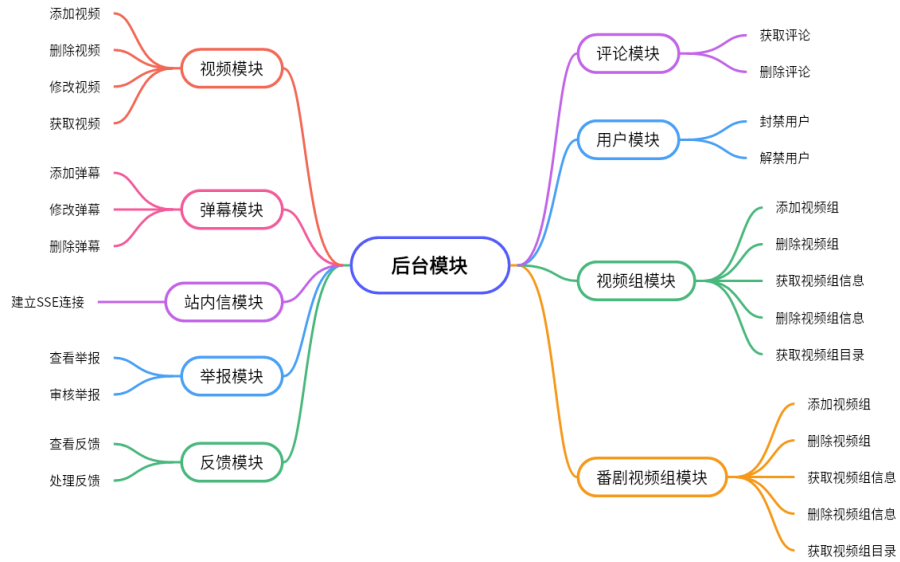 后台模块
视频模块
添加视频
删除视频
修改视频
获取视频
弹幕模块
添加弹幕
修改弹幕
删除弹幕
站内信模块
建立SSE连接
举报模块
查看举报
审核举报
反馈模块
查看反馈
处理反馈
评论模块
获取评论
删除评论
用户模块
封禁用户
解禁用户
视频组模块
添加视频组
删除视频组
获取视频组信息
删除视频组信息
获取视频组目录
番剧视频组模块
添加视频组
删除视频组
获取视频组信息
删除视频组信息
获取视频组目录